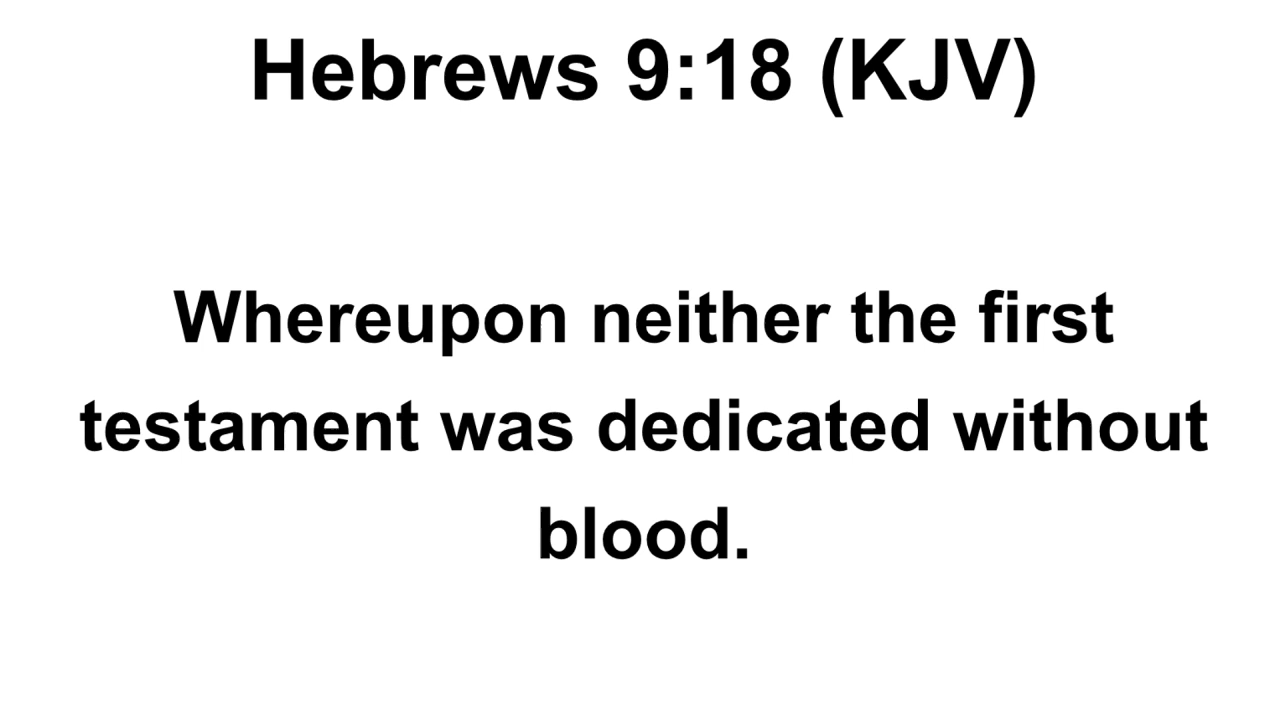 Hebrews 9:18 (KJV)
Whereupon neither the first
testament was dedicated without
blood.